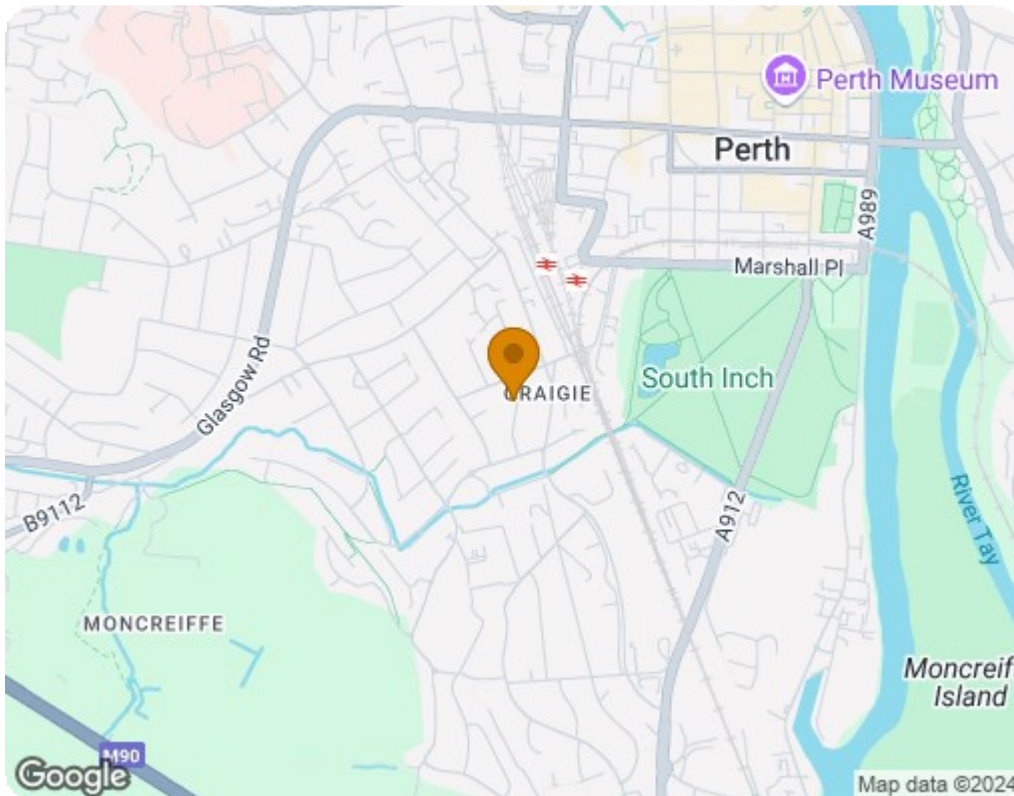 Perth Museum
Perth
A989
Marshall Pl
Glasgow Rd
South Inch
CRAIGIE
B9112
A912
River Tay
MONCREIFFE
Moncreiff
Island
M90
Google
Map data ©2024